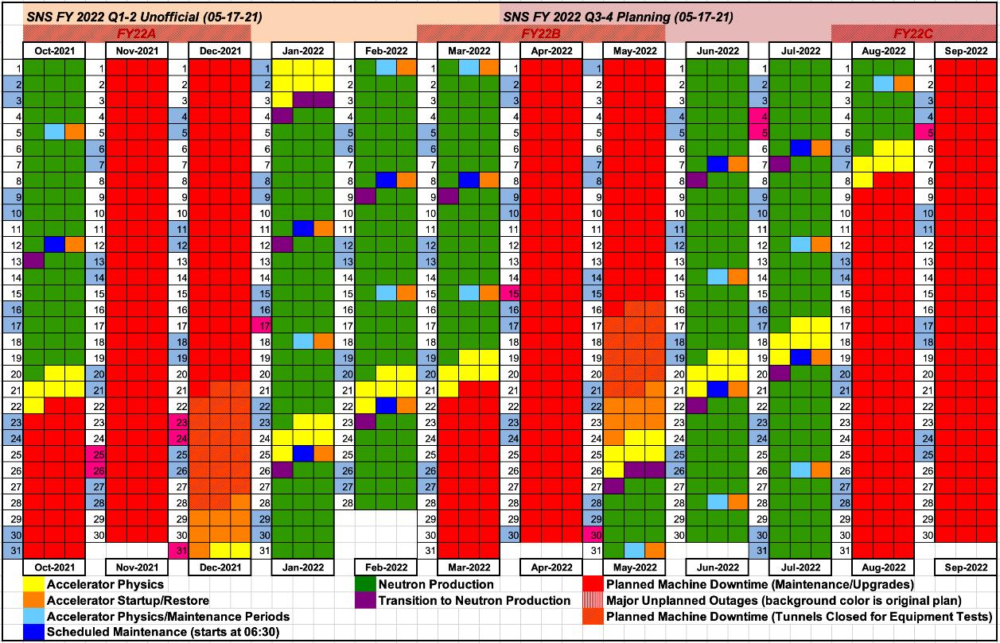 SNS FY 2022 Q1-2 Unofficial (05-17-21) SNS FY 2022 Q3-4 Planning (05-17-21)
FY22A FY22B FY22C
Oct-2021 Nov-2021 Dec-2021 Jan-2022 Feb-2022 Mar-2022 Apr-2022 May-2022 Jun-2022 Jul-2022 Aug-2022 Sep-2022
1 1 1 1 1 1 1 1 1 1 1 1
2 2 2 2 2 2 2 2 2 2 2 2
3 3 3 3 3 3 3 3 3 3 3 3
4 4 4 4 4 4 4 4 4 4 4 4
5 5 5 5 5 5 5 5 5 5 5 5
6 6 6 6 6 6 6 6 6 6 6 6
7 7 7 7 7 7 7 7 7 7 7 7
8 8 8 8 8 8 8 8 8 8 8 8
9 9 9 9 9 9 9 9 9 9 9 9
10 10 10 10 10 10 10 10 10 10 10 10
11 11 11 11 11 11 11 11 11 11 11 11
12 12 12 12 12 12 12 12 12 12 12 12
13 13 13 13 13 13 13 13 13 13 13 13
14 14 14 14 14 14 14 14 14 14 14 14
15 15 15 15 15 15 15 15 15 15 15 15
16 16 16 16 16 16 16 16 16 16 16 16
17 17 17 17 17 17 17 17 17 17 17 17
18 18 18 18 18 18 18 18 18 18 18 18
19 19 19 19 19 19 19 19 19 19 19 19
20 20 20 20 20 20 20 20 20 20 20 20
21 21 21 21 21 21 21 21 21 21 21 21
22 22 22 22 22 22 22 22 22 22 22 22
23 23 23 23 23 23 23 23 23 23 23 23
24 24 24 24 24 24 24 24 24 24 24 24
25 25 25 25 25 25 25 25 25 25 25 25
26 26 26 26 26 26 26 26 26 26 26 26
27 27 27 27 27 27 27 27 27 27 27 27
28 28 28 28 28 28 28 28 28 28 28 28
29 29 29 29 29 29 29 29 29 29 29
30 30 30 30 30 30 30 30 30 30 30
31 31 31 31 31 31 31
Oct-2021 Nov-2021 Dec-2021 Jan-2022 Feb-2022 Mar-2022 Apr-2022 May-2022 Jun-2022 Jul-2022 Aug-2022 Sep-2022
Accelerator Physics Neutron Production Planned Machine Downtime (Maintenance/Upgrades)
Accelerator Startup/Restore Transition to Neutron Production Major Unplanned Outages (background color is original plan)
Accelerator Physics/Maintenance Periods Planned Machine Downtime (Tunnels Closed for Equipment Tests)
Scheduled Maintenance (starts at 06:30)